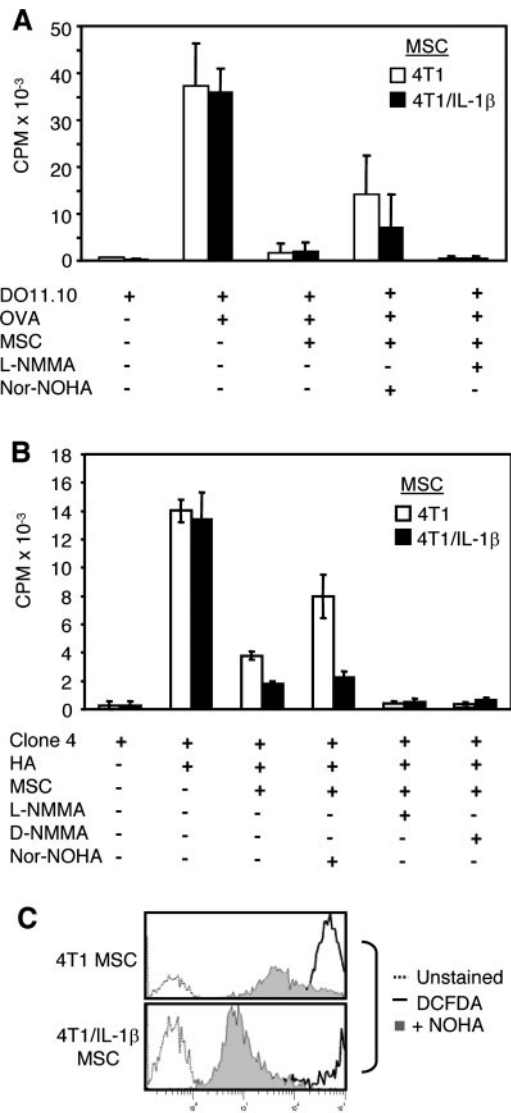 A
CPM x 10-3
50
40
30
20
10
0
MSC
4T1
4T1/IL-1β
DO11.10 + + + + +
OVA - + + + +
MSC - - + + +
L-NMMA - - - - +
Nor-NOHA - - - + -
B
CPM x 10-3
18
16
14
12
10
8
6
4
2
0
MSC
4T1
4T1/IL-1β
Clone 4 + + + + + +
HA - + + + + +
MSC - - + + + +
L-NMMA - - - - + -
D-NMMA - - - - - +
Nor-NOHA - - - + - -
C
4T1 MSC
4T1/IL-1β
MSC
Unstained
DCFDA
+ NOHA